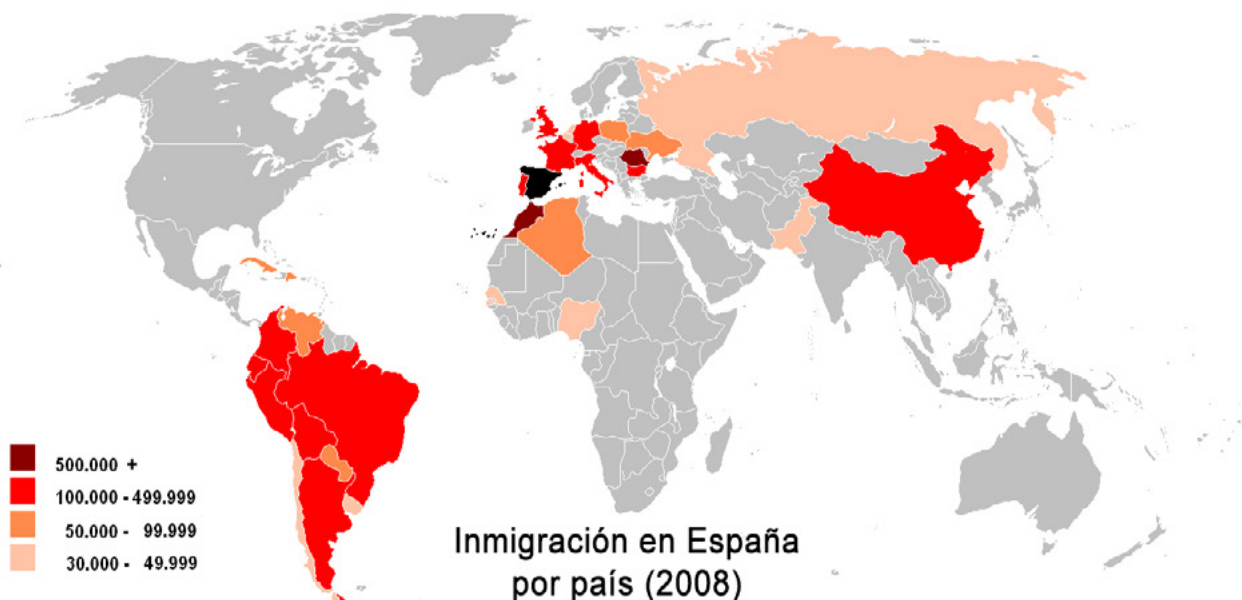 500.000 +
100.000 - 499.999
50.000 - 99.999
30.000 - 49.999
Inmigración en España
por país (2008)